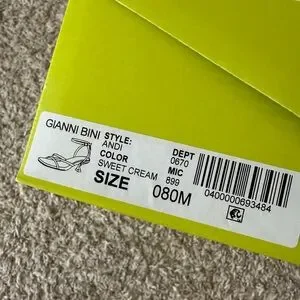 GIANNI BINI STYLE:
ANDI
COLOR
SWEET CREAM
SIZE 080M
DEPT
0670
MIC
899
0400000693484